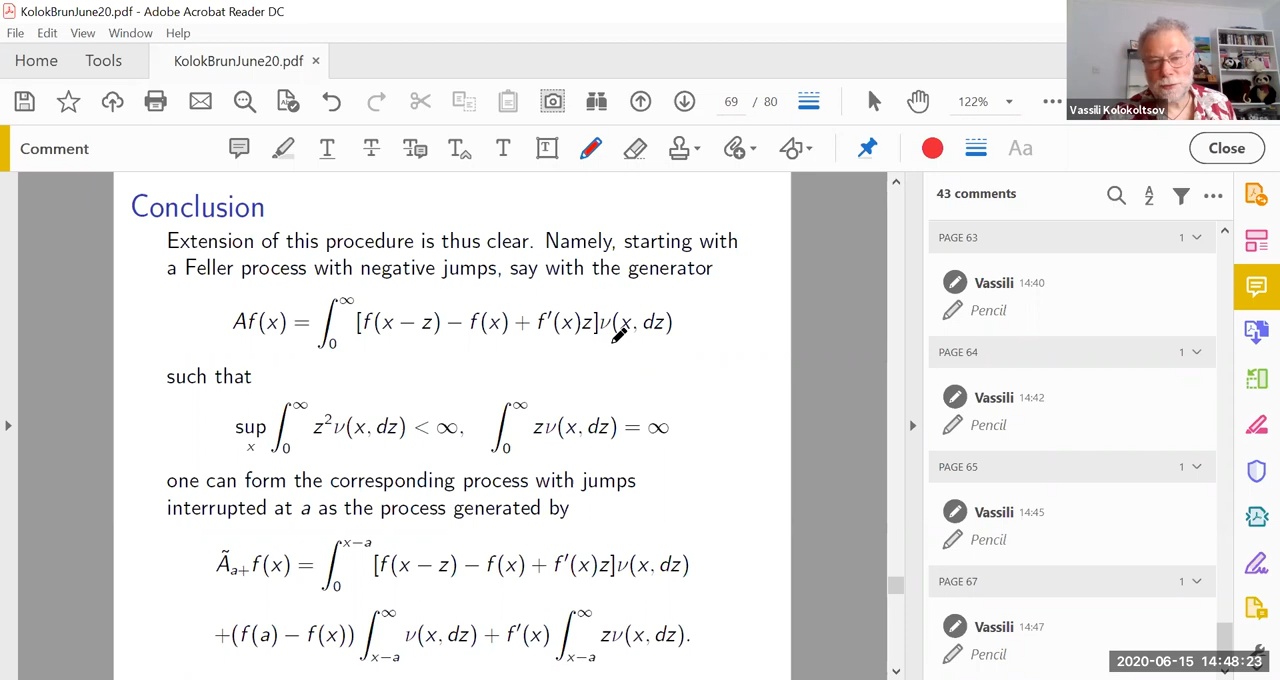 KolokBrunJune20.pdf - Adobe Acrobat Reader DC
File Edit View Window Help
Home Tools KolokBrunJune20.pdf ×
69 / 80 122%
Vassili Kolokoltsov
Comment Aa Close
Conclusion
Extension of this procedure is thus clear. Namely, starting with
a Feller process with negative jumps, say with the generator
Af(x) = ∫_0^∞ [f(x − z) − f(x) + f′(x)z]ν(x, dz)
such that
sup_x ∫_0^∞ z²ν(x, dz) < ∞, ∫_0^∞ zν(x, dz) = ∞
one can form the corresponding process with jumps
interrupted at a as the process generated by
Ã_{a+}f(x) = ∫_0^{x−a} [f(x − z) − f(x) + f′(x)z]ν(x, dz)
+(f(a) − f(x)) ∫_{x−a}^∞ ν(x, dz) + f′(x) ∫_{x−a}^∞ zν(x, dz).
43 comments
PAGE 63 1
Vassili 14:40
Pencil
PAGE 64 1
Vassili 14:42
Pencil
PAGE 65 1
Vassili 14:45
Pencil
PAGE 67 1
Vassili 14:47
Pencil
2020-06-15 14:48:23